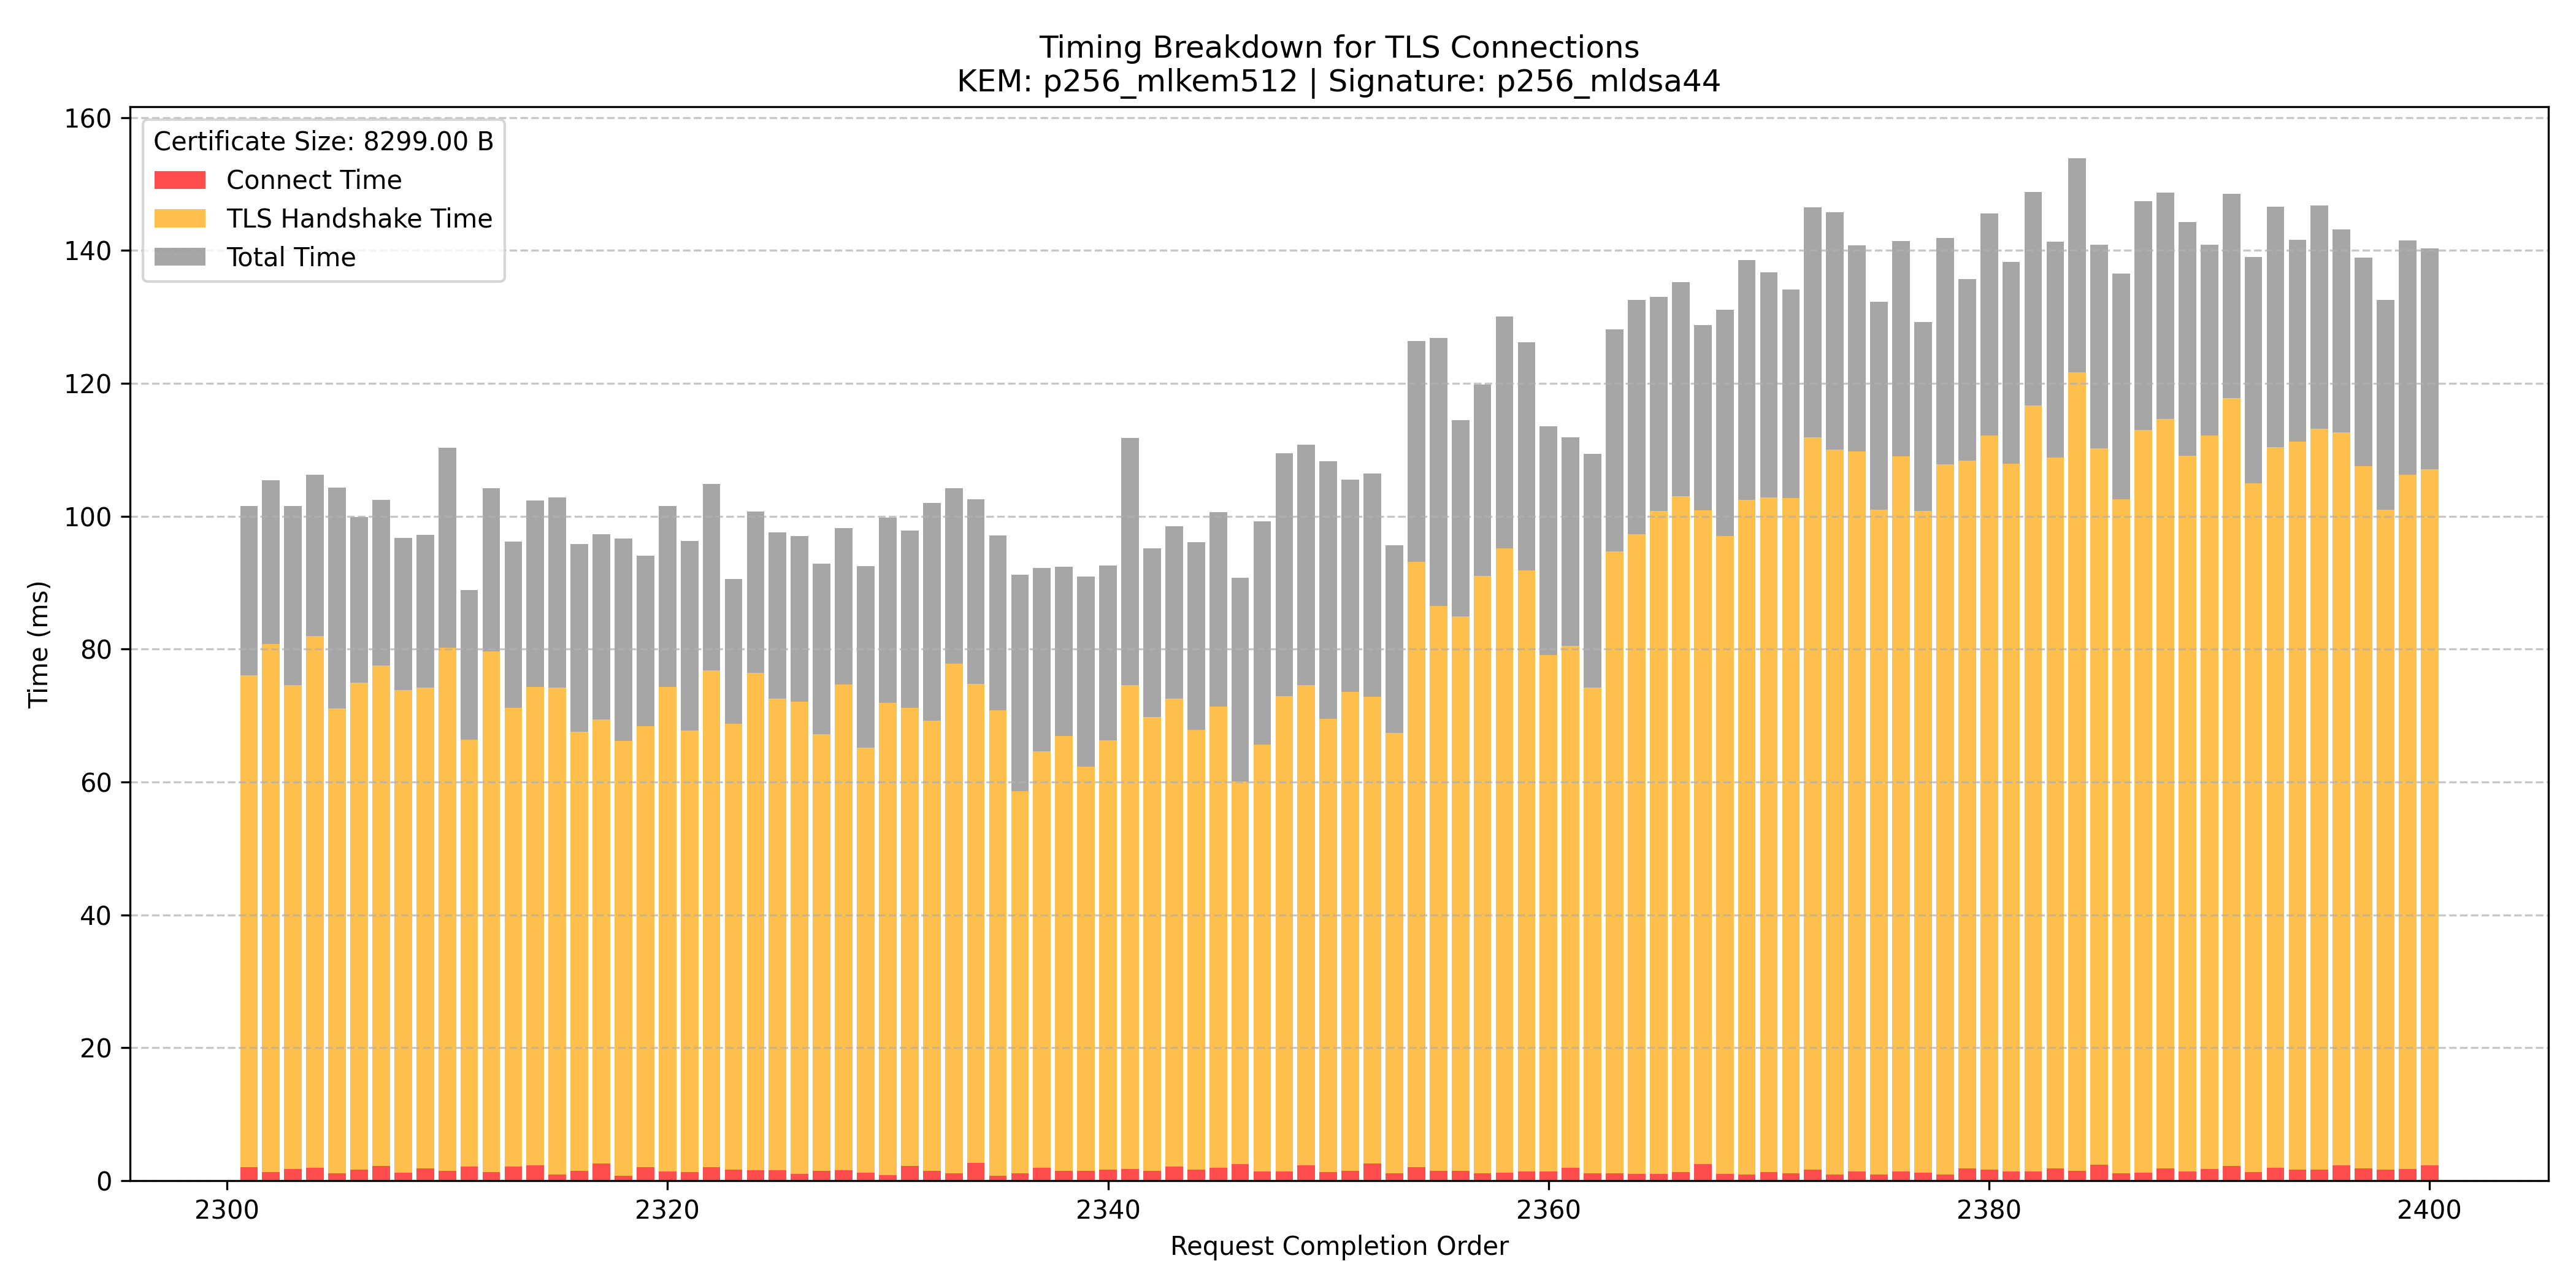 Timing Breakdown for TLS Connections
KEM: p256_mlkem512 | Signature: p256_mldsa44
Certificate Size: 8299.00 B
Connect Time
TLS Handshake Time
Total Time
Time (ms)
160
140
120
100
80
60
40
20
0
2300 2320 2340 2360 2380 2400
Request Completion Order